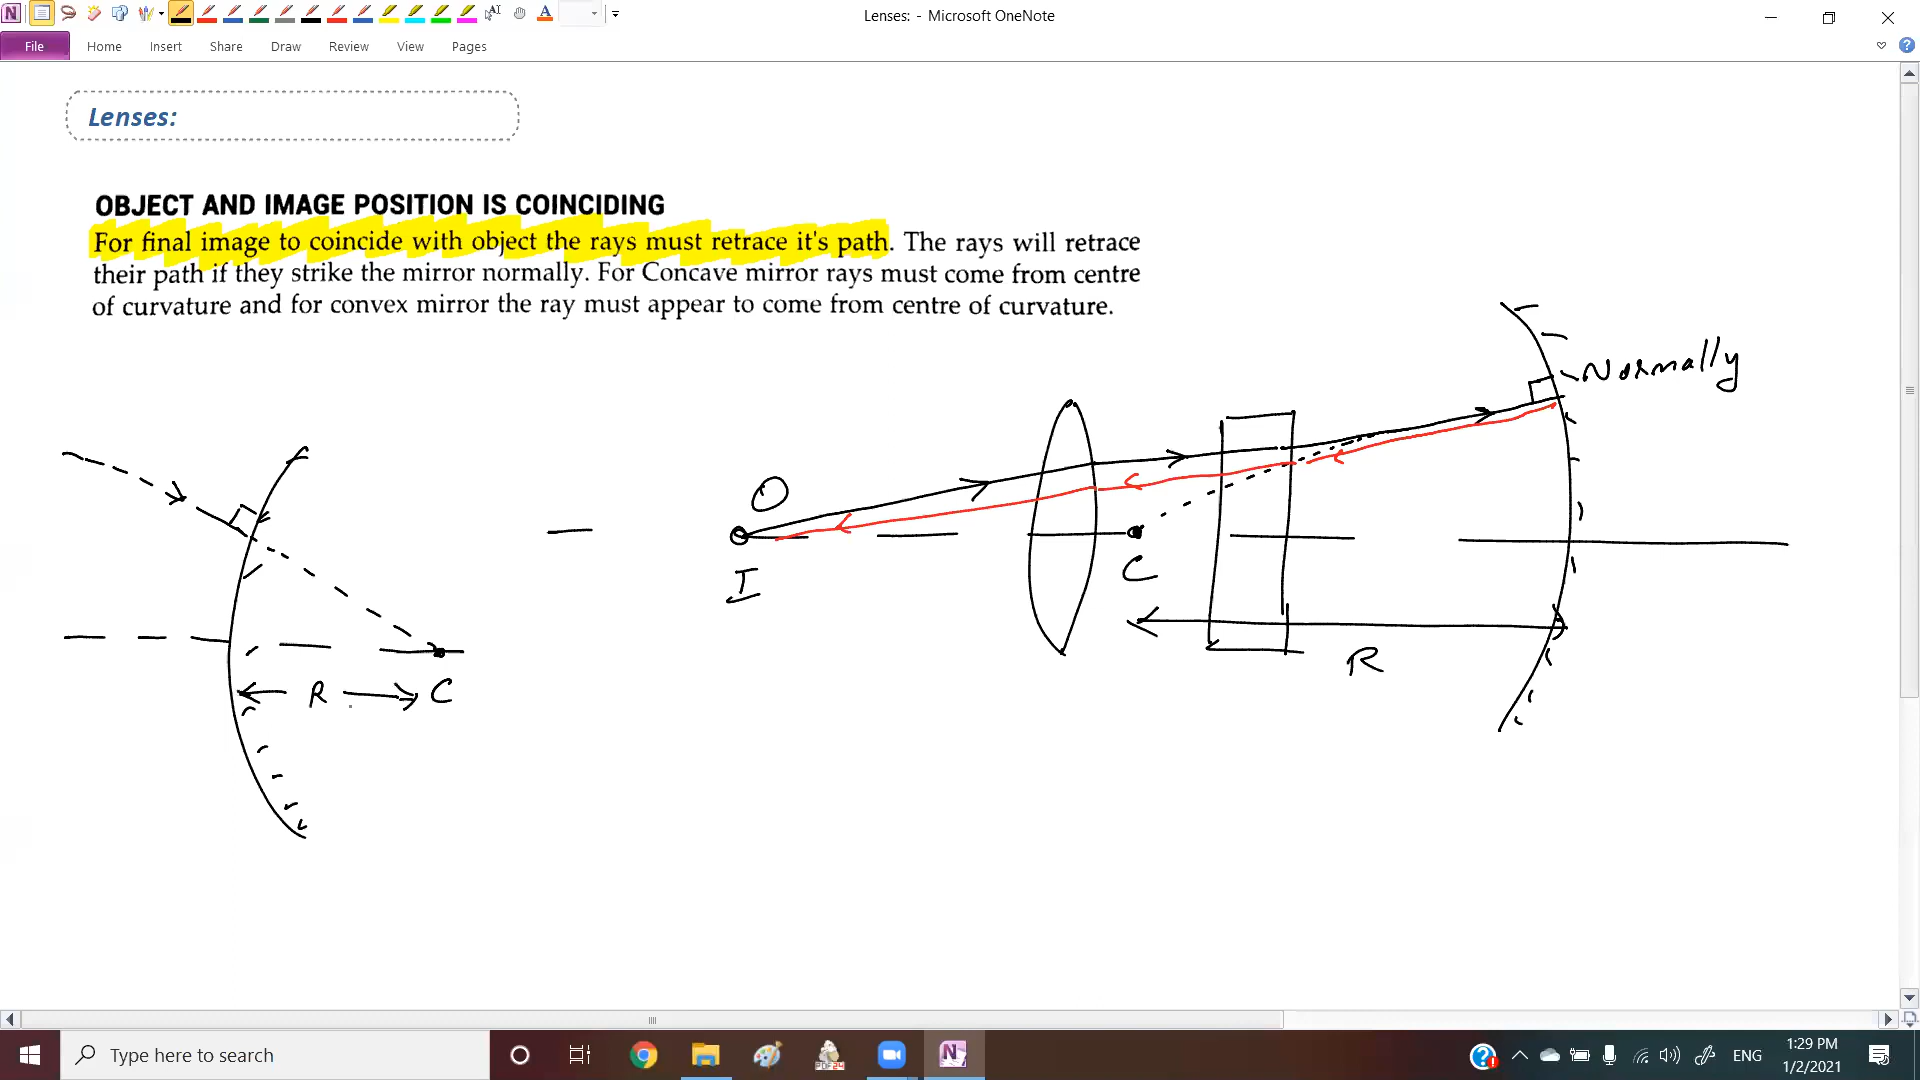 Lenses: - Microsoft OneNote
File Home Insert Share Draw Review View Pages
Lenses:
OBJECT AND IMAGE POSITION IS COINCIDING
For final image to coincide with object the rays must retrace it's path. The rays will retrace
their path if they strike the mirror normally. For Concave mirror rays must come from centre
of curvature and for convex mirror the ray must appear to come from centre of curvature.
Normally
O
I
C
R
R
C
Type here to search
PDF24
ENG
1:29 PM
1/2/2021